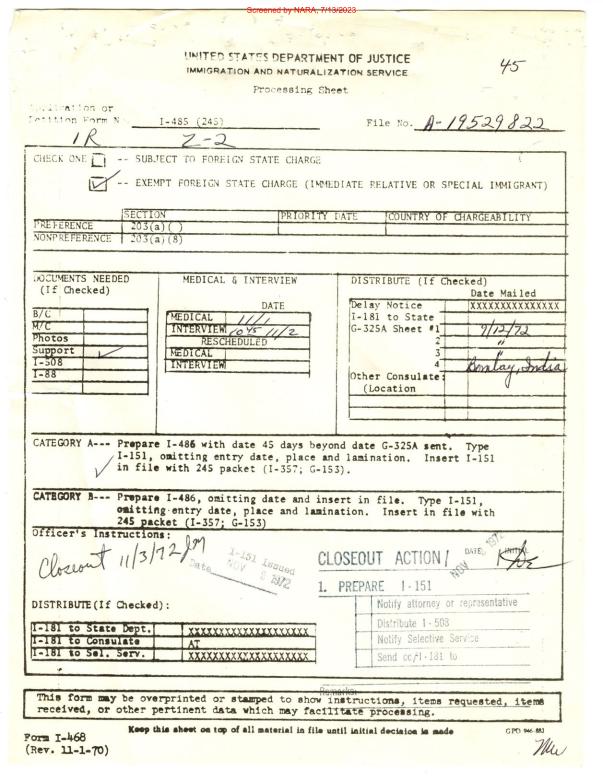 Screened by NARA, 7/13/2023
UNITED STATES DEPARTMENT OF JUSTICE
45
IMMIGRATION AND NATURALIZATION SERVICE
Processing Sheet
Application or
Petition Form No. I-485 (245) File No. A-19529822
IR Z-2
CHECK ONE -- SUBJECT TO FOREIGN STATE CHARGE
✓ -- EXEMPT FOREIGN STATE CHARGE (IMMEDIATE RELATIVE OR SPECIAL IMMIGRANT)
SECTION PRIORITY DATE COUNTRY OF CHARGEABILITY
PREFERENCE 203(a)( )
NONPREFERENCE 203(a)(8)
DOCUMENTS NEEDED
(If Checked)
B/C
M/C
Photos
Support ✓
I-508
I-88
MEDICAL & INTERVIEW
DATE
MEDICAL 11/1
INTERVIEW 1045 11/2
RESCHEDULED
MEDICAL
INTERVIEW
DISTRIBUTE (If Checked)
Date Mailed
Delay Notice XXXXXXXXXXXXXXX
I-181 to State
G-325A Sheet #1 9/12/72
2 "
3
4 Bombay, India
Other Consulate:
(Location
CATEGORY A--- Prepare I-486 with date 45 days beyond date G-325A sent. Type
I-151, omitting entry date, place and lamination. Insert I-151
✓ in file with 245 packet (I-357; G-153).
CATEGORY B--- Prepare I-486, omitting date and insert in file. Type I-151,
omitting entry date, place and lamination. Insert in file with
245 packet (I-357; G-153)
Officer's Instructions:
Closeout 11/3/72
I-151 Issued
Date NOV 8 1972
CLOSEOUT ACTION DATE INITIAL
NOV 1972
1. PREPARE I-151
Notify attorney or representative
Distribute I-508
Notify Selective Service
Send cc/I-181 to
DISTRIBUTE(If Checked):
I-181 to State Dept. XXXXXXXXXXXXXXXXXXXX
I-181 to Consulate AT
I-181 to Sel. Serv. XXXXXXXXXXXXXXXXXXXX
Remarks:
This form may be overprinted or stamped to show instructions, items requested, items
received, or other pertinent data which may facilitate processing.
Keep this sheet on top of all material in file until initial decision is made
GPO 946-883
Form I-468
(Rev. 11-1-70)